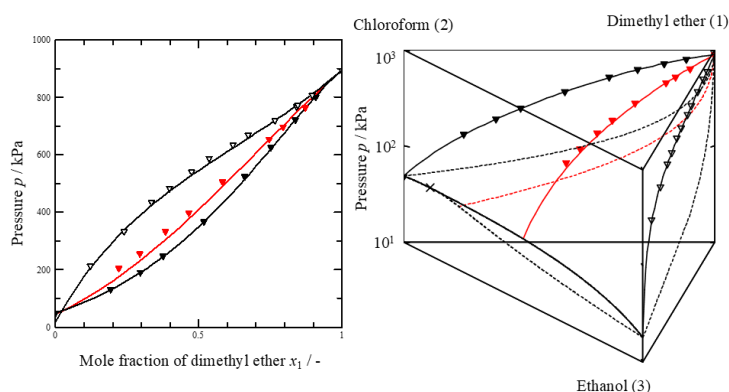 Chloroform (2)
Dimethyl ether (1)
1000
800
600
400
200
0
0
0.5
1
Pressure p / kPa
Mole fraction of dimethyl ether x₁ / -
10³
10²
10¹
10¹
Pressure p / kPa
Ethanol (3)